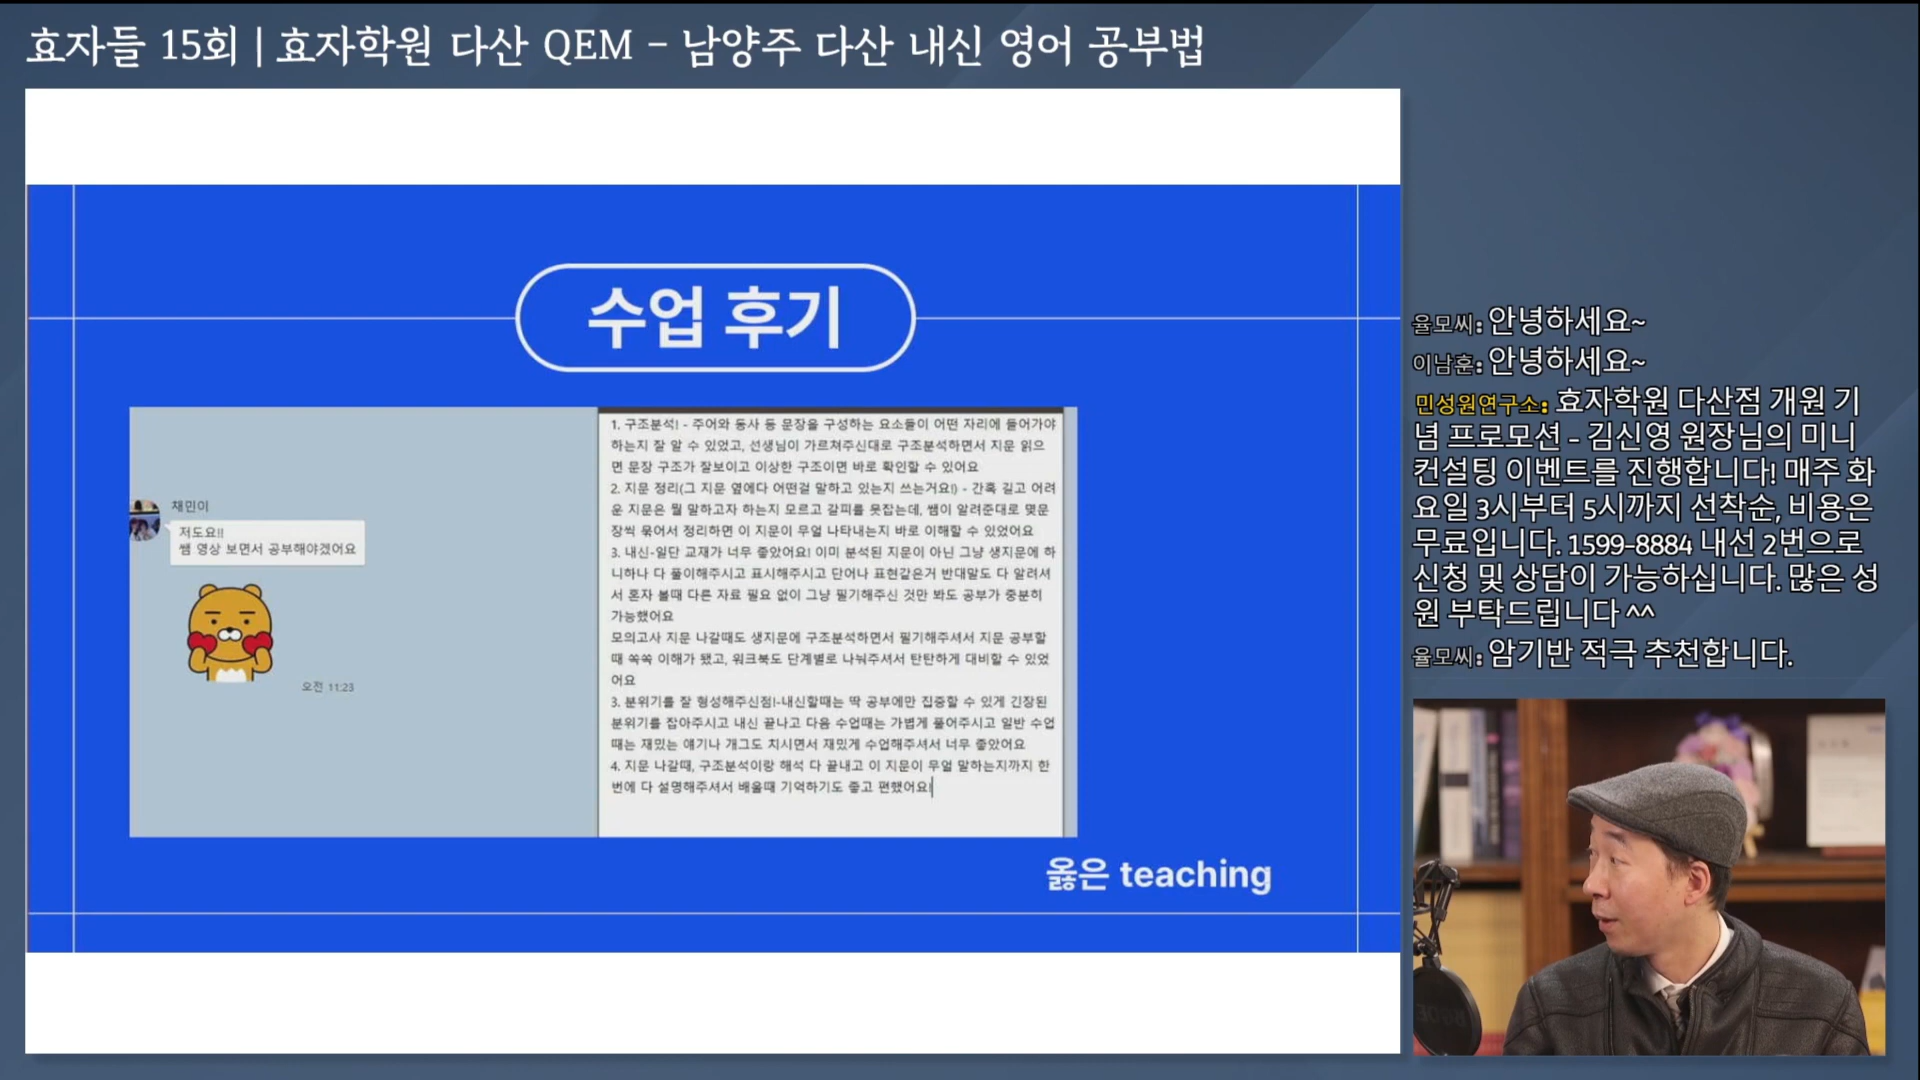 효자들 15회 | 효자학원 다산 QEM - 남양주 다산 내신 영어 공부법
수업 후기
채민이
저도요!!
쌤 영상 보면서 공부해야겠어요
오전 11:23
1. 구조분석! - 주어와 동사 등 문장을 구성하는 요소들이 어떤 자리에 들어가야
하는지 잘 알 수 있었고, 선생님이 가르쳐주신대로 구조분석하면서 지문 읽으
면 문장 구조가 잘보이고 이상한 구조이면 바로 확인할 수 있어요
2. 지문 정리(그 지문 옆에다 어떤걸 말하고 있는지 쓰는거요!) - 간혹 길고 어려
운 지문은 뭘 말하고자 하는지 모르고 갈피를 못잡는데, 쌤이 알려준대로 몇문
장씩 묶어서 정리하면 이 지문이 무얼 나타내는지 바로 이해할 수 있었어요
3. 내신-일단 교재가 너무 좋았어요! 이미 분석된 지문이 아닌 그냥 생지문에 하
나하나 다 풀이해주시고 표시해주시고 단어나 표현같은거 반대말도 다 알려셔
서 혼자 볼때 다른 자료 필요 없이 그냥 필기해주신 것만 봐도 공부가 충분히
가능했어요
모의고사 지문 나갈때도 생지문에 구조분석하면서 필기해주셔서 지문 공부할
때 쏙쏙 이해가 됐고, 워크북도 단계별로 나눠주셔서 탄탄하게 대비할 수 있었
어요
3. 분위기를 잘 형성해주신점!-내신할때는 딱 공부에만 집중할 수 있게 긴장된
분위기를 잡아주시고 내신 끝나고 다음 수업때는 가볍게 풀어주시고 일반 수업
때는 재밌는 얘기나 개그도 치시면서 재밌게 수업해주셔서 너무 좋았어요
4. 지문 나갈때, 구조분석이랑 해석 다 끝내고 이 지문이 무얼 말하는지까지 한
번에 다 설명해주셔서 배울때 기억하기도 좋고 편했어요!
옳은 teaching
율모씨: 안녕하세요~
이남훈: 안녕하세요~
민성원연구소: 효자학원 다산점 개원 기
념 프로모션 - 김신영 원장님의 미니
컨설팅 이벤트를 진행합니다! 매주 화
요일 3시부터 5시까지 선착순, 비용은
무료입니다. 1599-8884 내선 2번으로
신청 및 상담이 가능하십니다. 많은 성
원 부탁드립니다 ^^
율모씨: 암기반 적극 추천합니다.